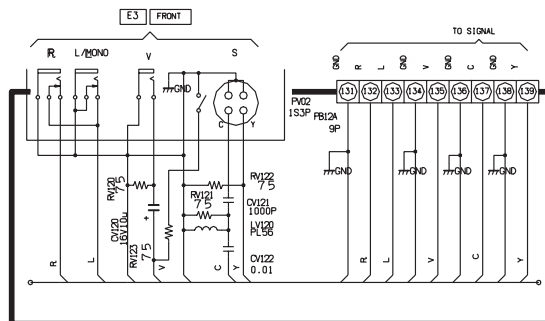 E3 FRONT
TO SIGNAL
R L/MONO V S
GND R L GND V GND C GND Y
GND
131 132 133 134 135 136 137 138 139
PV02
1S3P
PB12A
9P
C Y
GND GND GND GND
RV120
75
RV122
75
RV121
75
CV121
1000P
CV120
16V10u
+
LV120
PL56
RV123
75
CV122
0.01
R L V C Y R L V C Y